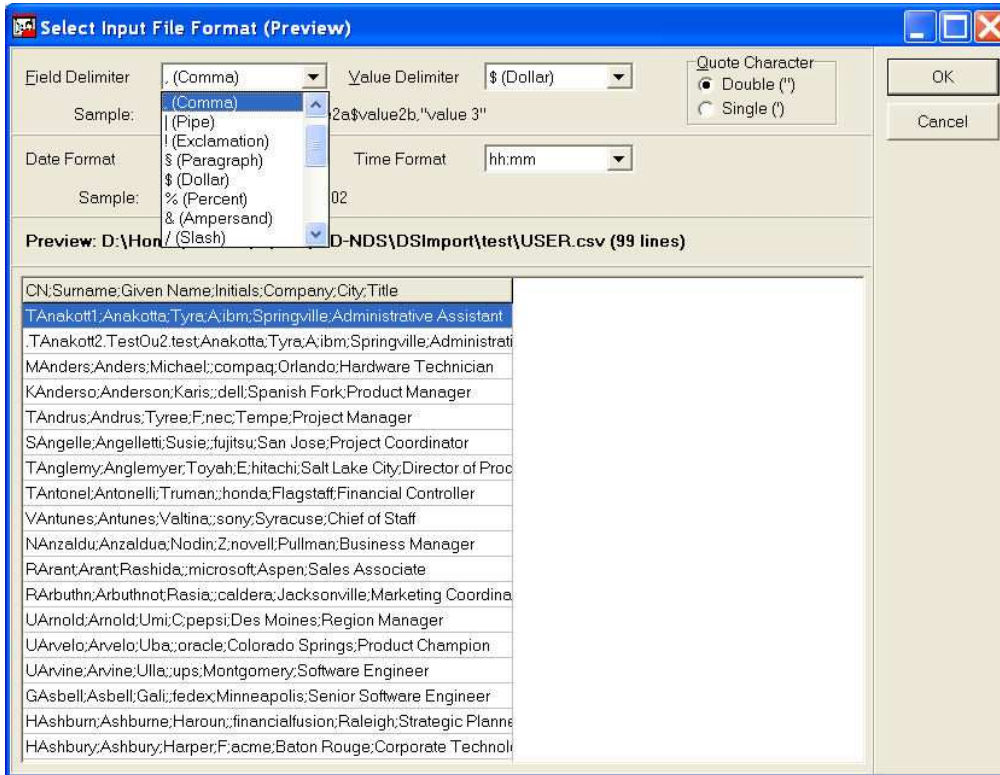 Select Input File Format (Preview)
Field Delimiter , (Comma) Value Delimiter $ (Dollar) Quote Character
Double (") OK
Single (') Cancel
Sample: 2a$value2b,"value 3"
, (Comma)
| (Pipe)
! (Exclamation)
§ (Paragraph)
$ (Dollar)
% (Percent)
& (Ampersand)
/ (Slash)
Date Format Time Format hh:mm
Sample: 02
Preview: D:\Hon D-NDS\DSImport\test\USER.csv (99 lines)
CN;Surname;Given Name;Initials;Company;City;Title
TAnakott1;Anakotta;Tyra;A;ibm;Springville;Administrative Assistant
.TAnakott2.TestOu2.test;Anakotta;Tyra;A;ibm;Springville;Administrati
MAnders;Anders;Michael;;compaq;Orlando;Hardware Technician
KAnderso;Anderson;Karis;;dell;Spanish Fork;Product Manager
TAndrus;Andrus;Tyree;F;nec;Tempe;Project Manager
SAngelle;Angelletti;Susie;;fujitsu;San Jose;Project Coordinator
TAnglemy;Anglemyer;Toyah;E;hitachi;Salt Lake City;Director of Proc
TAntonel;Antonelli;Truman;;honda;Flagstaff;Financial Controller
VAntunes;Antunes;Valtina;;sony;Syracuse;Chief of Staff
NAnzaldu;Anzaldua;Nodin;Z;novell;Pullman;Business Manager
RArant;Arant;Rashida;;microsoft;Aspen;Sales Associate
RArbuthn;Arbuthnot;Rasia;;caldera;Jacksonville;Marketing Coordina
UArnold;Arnold;Umi;C;pepsi;Des Moines;Region Manager
UArvelo;Arvelo;Uba;;oracle;Colorado Springs;Product Champion
UArvine;Arvine;Ulla;;ups;Montgomery;Software Engineer
GAsbell;Asbell;Gali;;fedex;Minneapolis;Senior Software Engineer
HAshburn;Ashburne;Haroun;;financialfusion;Raleigh;Strategic Planne
HAshbury;Ashbury;Harper;F;acme;Baton Rouge;Corporate Technol